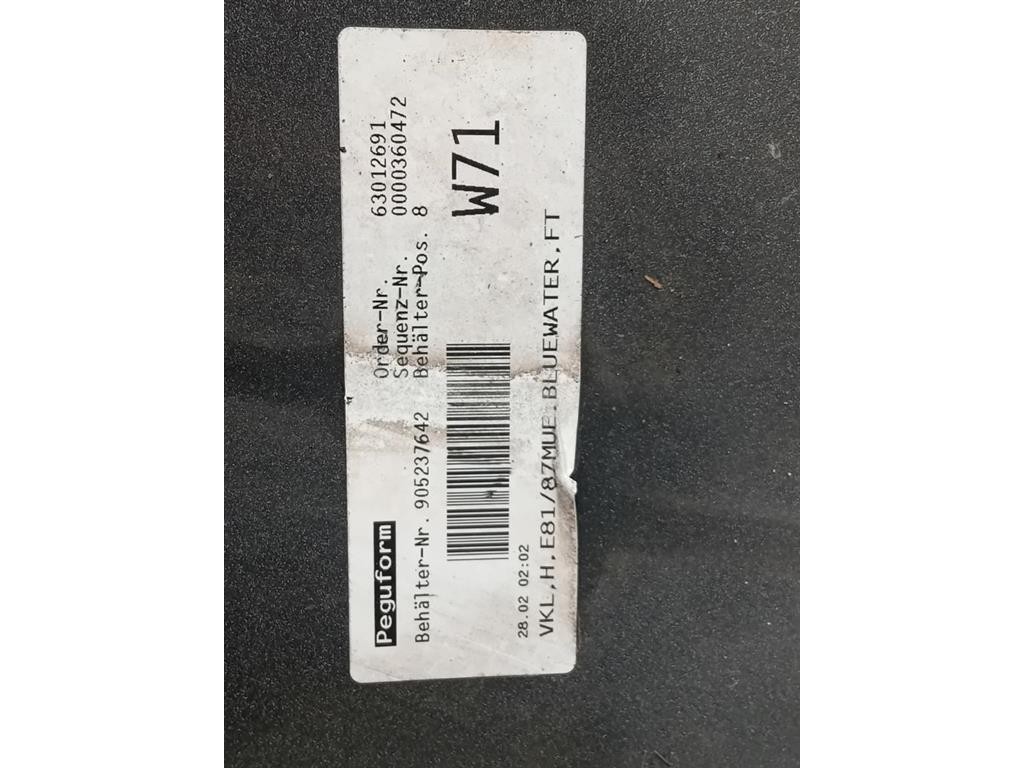 Peguform
Order-Nr. 63012691
Sequenz-Nr. 0000360472
Behälter-Nr. 905237642 Behälter-Pos. 8
W71
28.02 02:02
VKL,H,E81/87MUE.BLUEWATER,FT